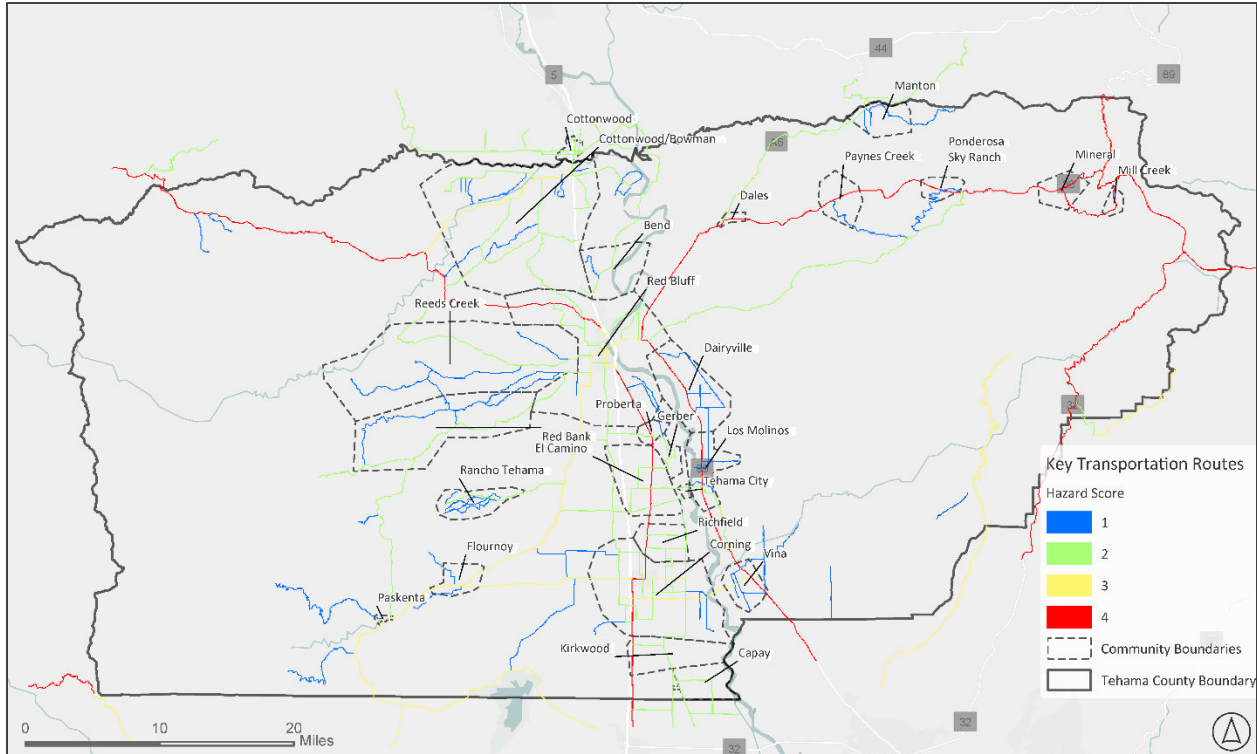 44
89
5
Manton
Cottonwood
Cottonwood/Bowman
A6
Paynes Creek
Ponderosa
Sky Ranch
Mineral
Mill Creek
Dales
Bend
Red Bluff
Reeds Creek
Dairyville
Proberta
Gerber
Los Molinos
Red Bank
El Camino
Rancho Tehama
Tehama City
Richfield
Corning
Flournoy
Vina
Paskenta
Kirkwood
Capay
Key Transportation Routes
Hazard Score
1
2
3
4
Community Boundaries
Tehama County Boundary
0 10 20
Miles
32
32